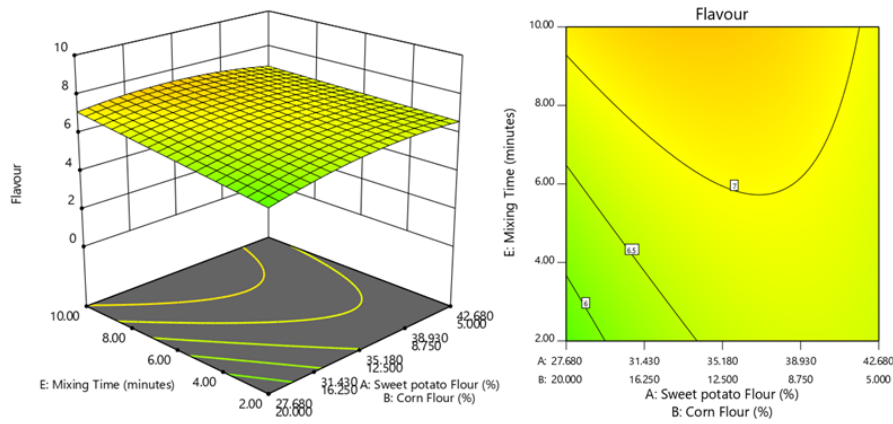 10
8
6
4
2
0
Flavour
10.00
8.00
6.00
4.00
2.00
E: Mixing Time (minutes)
42.680
5.000
38.930
8.750
35.180
12.500
31.430
16.250
27.680
20.000
A: Sweet potato Flour (%)
B: Corn Flour (%)
Flavour
10.00
8.00
6.00
4.00
2.00
E: Mixing Time (minutes)
7
6.5
6
A: 27.680 31.430 35.180 38.930 42.680
B: 20.000 16.250 12.500 8.750 5.000
A: Sweet potato Flour (%)
B: Corn Flour (%)